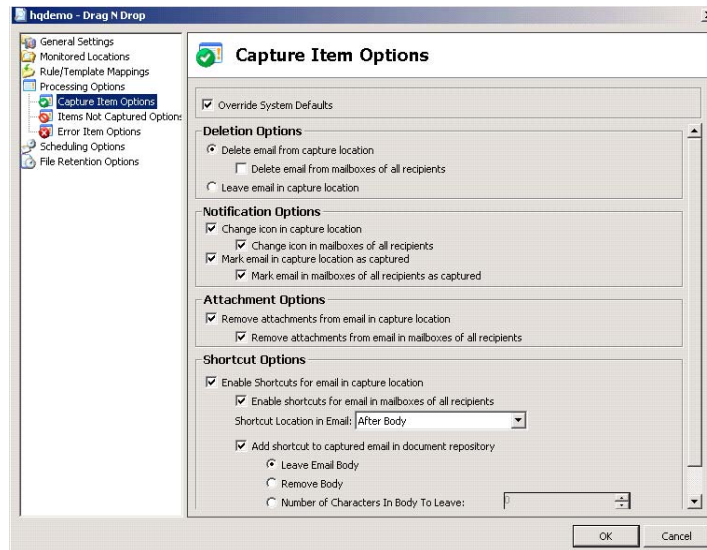 hqdemo - Drag N Drop
General Settings
Monitored Locations
Rule/Template Mappings
Processing Options
Capture Item Options
Items Not Captured Options
Error Item Options
Scheduling Options
File Retention Options
Capture Item Options
Override System Defaults
Deletion Options
Delete email from capture location
Delete email from mailboxes of all recipients
Leave email in capture location
Notification Options
Change icon in capture location
Change icon in mailboxes of all recipients
Mark email in capture location as captured
Mark email in mailboxes of all recipients as captured
Attachment Options
Remove attachments from email in capture location
Remove attachments from email in mailboxes of all recipients
Shortcut Options
Enable Shortcuts for email in capture location
Enable shortcuts for email in mailboxes of all recipients
Shortcut Location in Email: After Body
Add shortcut to captured email in document repository
Leave Email Body
Remove Body
Number of Characters In Body To Leave: 0
OK Cancel